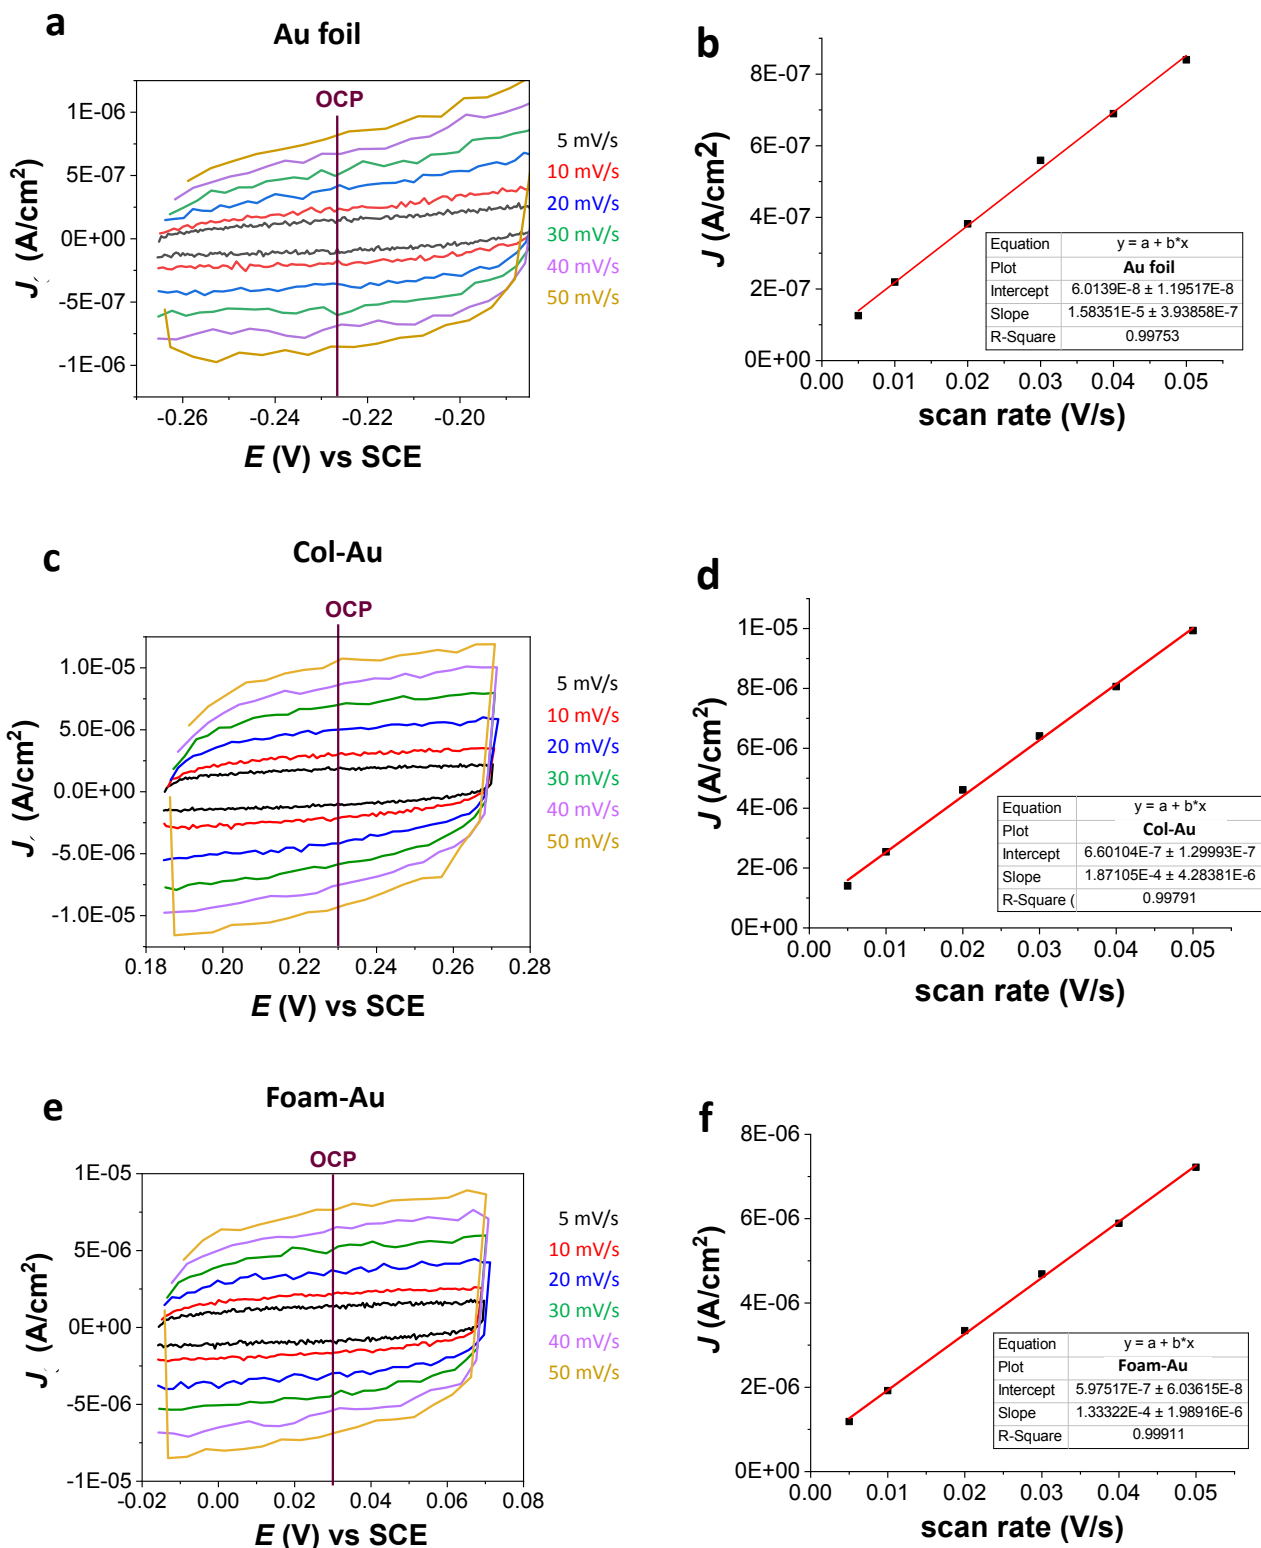 a
Au foil
OCP
1E-06
5E-07
0E+00
-5E-07
-1E-06
J (A/cm²)
-0.26
-0.24
-0.22
-0.20
E (V) vs SCE
5 mV/s
10 mV/s
20 mV/s
30 mV/s
40 mV/s
50 mV/s
b
8E-07
6E-07
4E-07
2E-07
0E+00
J (A/cm²)
0.00
0.01
0.02
0.03
0.04
0.05
scan rate (V/s)
Equation y = a + b*x
Plot Au foil
Intercept 6.0139E-8 ± 1.19517E-8
Slope 1.58351E-5 ± 3.93858E-7
R-Square 0.99753
c
Col-Au
OCP
1.0E-05
5.0E-06
0.0E+00
-5.0E-06
-1.0E-05
J (A/cm²)
0.18
0.20
0.22
0.24
0.26
0.28
E (V) vs SCE
5 mV/s
10 mV/s
20 mV/s
30 mV/s
40 mV/s
50 mV/s
d
1E-05
8E-06
6E-06
4E-06
2E-06
0E+00
J (A/cm²)
0.00
0.01
0.02
0.03
0.04
0.05
scan rate (V/s)
Equation y = a + b*x
Plot Col-Au
Intercept 6.60104E-7 ± 1.29993E-7
Slope 1.87105E-4 ± 4.28381E-6
R-Square ( 0.99791
e
Foam-Au
OCP
1E-05
5E-06
0E+00
-5E-06
-1E-05
J (A/cm²)
-0.02
0.00
0.02
0.04
0.06
0.08
E (V) vs SCE
5 mV/s
10 mV/s
20 mV/s
30 mV/s
40 mV/s
50 mV/s
f
8E-06
6E-06
4E-06
2E-06
0E+00
J (A/cm²)
0.00
0.01
0.02
0.03
0.04
0.05
scan rate (V/s)
Equation y = a + b*x
Plot Foam-Au
Intercept 5.97517E-7 ± 6.03615E-8
Slope 1.33322E-4 ± 1.98916E-6
R-Square 0.99911